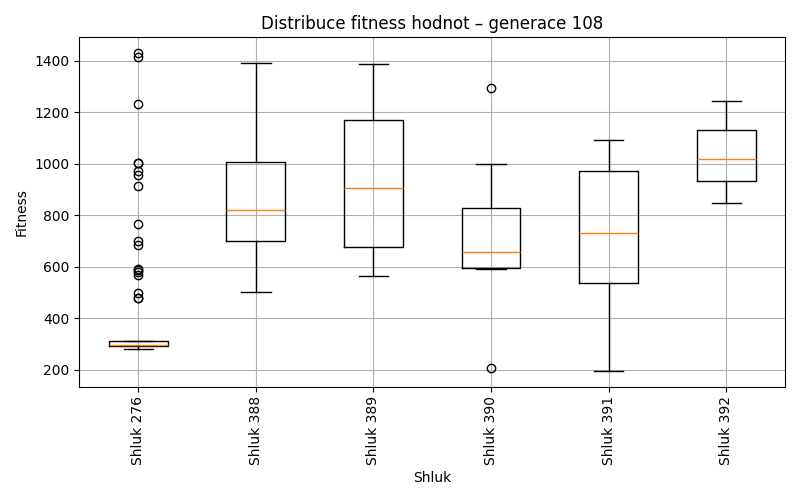 Distribuce fitness hodnot – generace 108
Fitness
1400
1200
1000
800
600
400
200
Shluk 276
Shluk 388
Shluk 389
Shluk 390
Shluk 391
Shluk 392
Shluk